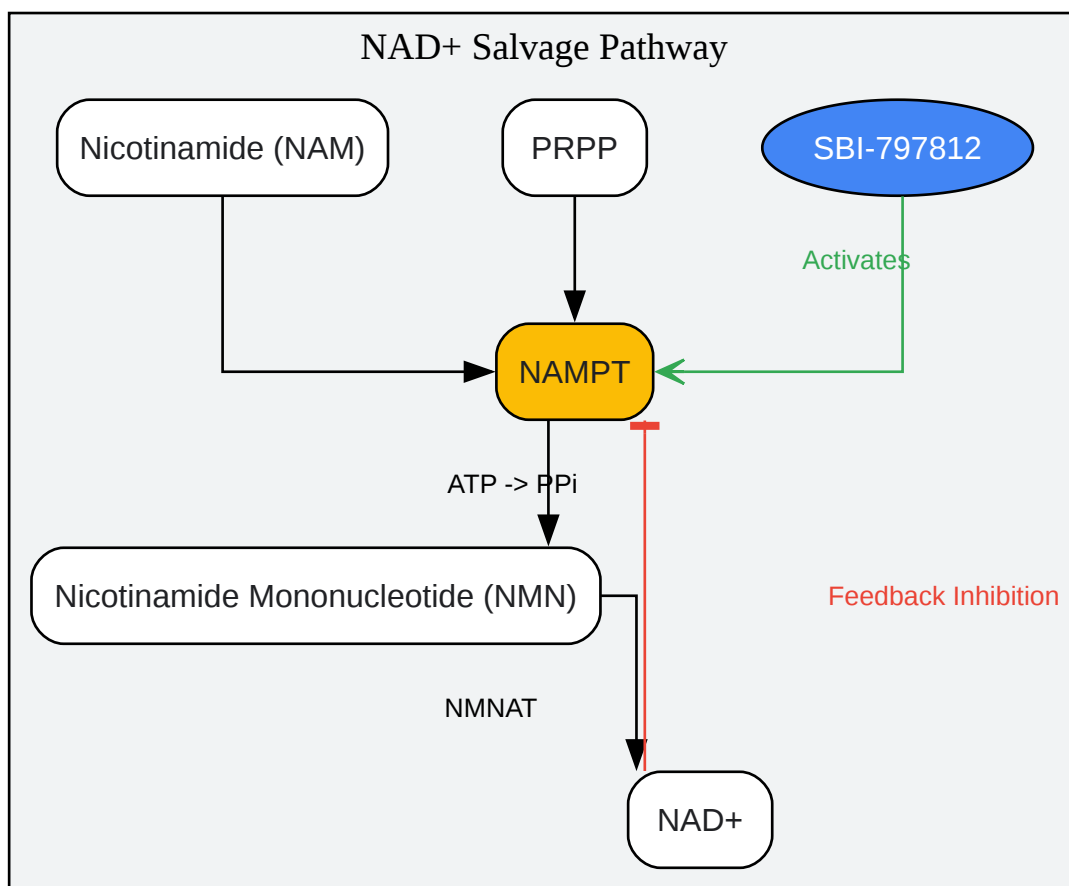 NAD+ Salvage Pathway
Nicotinamide (NAM)
PRPP
SBI-797812
Activates
NAMPT
ATP -> PPi
Nicotinamide Mononucleotide (NMN)
Feedback Inhibition
NMNAT
NAD+